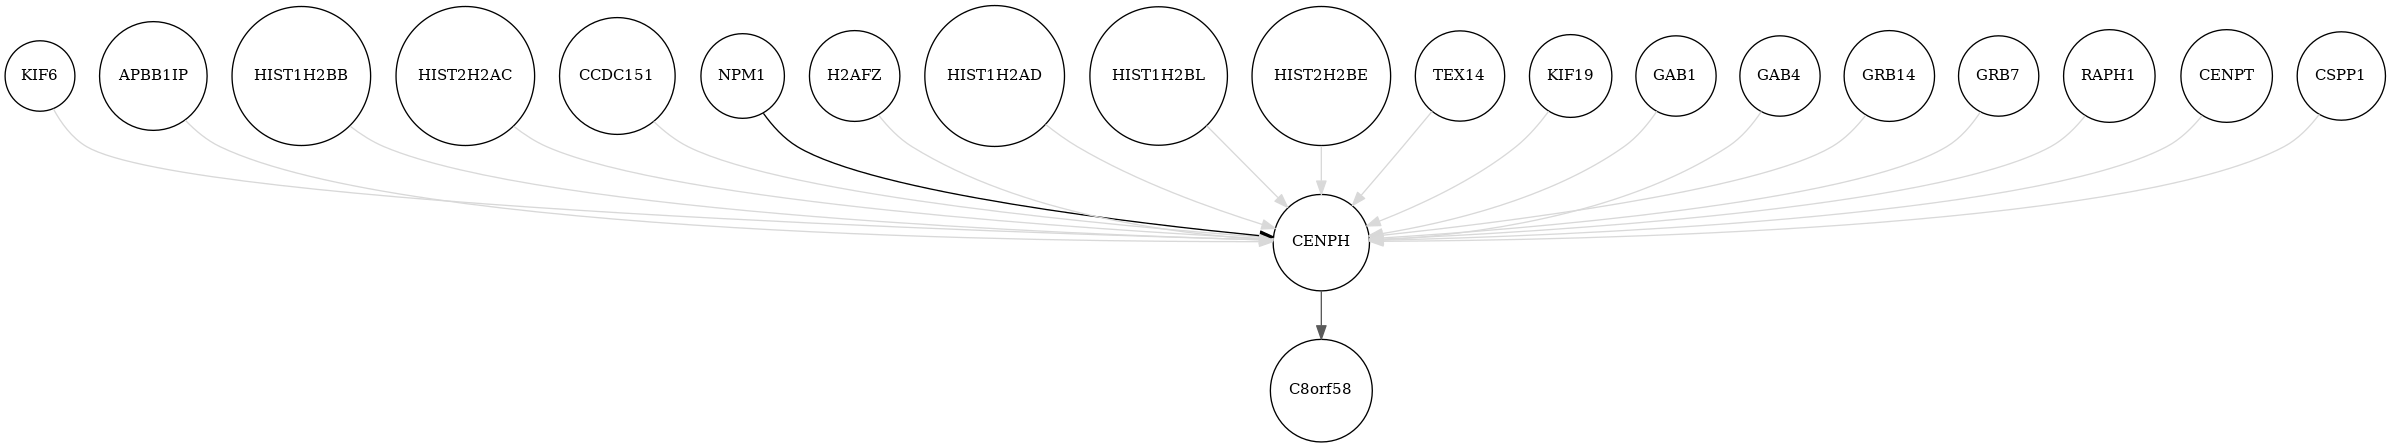 KIF6
APBB1IP
HIST1H2BB
HIST2H2AC
CCDC151
NPM1
H2AFZ
HIST1H2AD
HIST1H2BL
HIST2H2BE
TEX14
KIF19
GAB1
GAB4
GRB14
GRB7
RAPH1
CENPT
CSPP1
CENPH
C8orf58